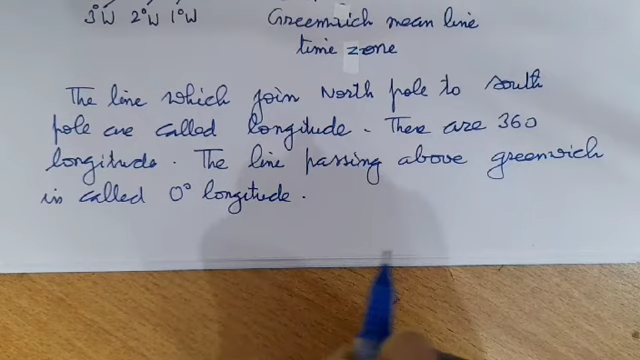 3°W 2°W 1°W Greenwich mean line
time zone
The line which join North pole to south
pole are called longitude. There are 360
longitude. The line passing above greenwich
is called 0° longitude.